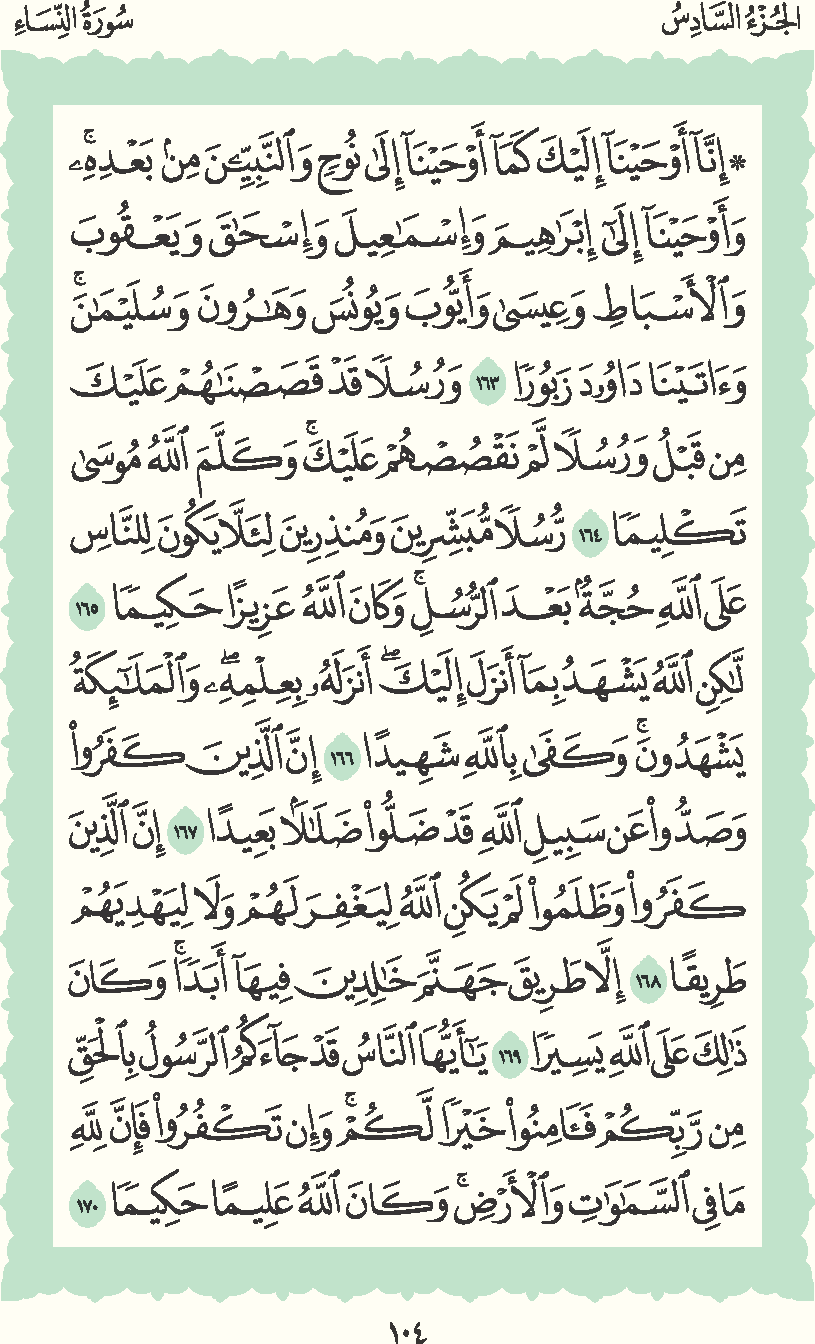 الجُزْءُ السَّادِسُ
سُورَةُ النِّسَاءِ
* إِنَّآ أَوْحَيْنَآ إِلَيْكَ كَمَآ أَوْحَيْنَآ إِلَىٰ نُوحٍ وَٱلنَّبِيِّـۧنَ مِنۢ بَعْدِهِۦۚ
وَأَوْحَيْنَآ إِلَىٰٓ إِبْرَٰهِيمَ وَإِسْمَٰعِيلَ وَإِسْحَٰقَ وَيَعْقُوبَ
وَٱلْأَسْبَاطِ وَعِيسَىٰ وَأَيُّوبَ وَيُونُسَ وَهَٰرُونَ وَسُلَيْمَٰنَۚ
وَءَاتَيْنَا دَاوُۥدَ زَبُورًا ١٦٣ وَرُسُلًا قَدْ قَصَصْنَٰهُمْ عَلَيْكَ
مِن قَبْلُ وَرُسُلًا لَّمْ نَقْصُصْهُمْ عَلَيْكَۚ وَكَلَّمَ ٱللَّهُ مُوسَىٰ
تَكْلِيمًا ١٦٤ رُّسُلًا مُّبَشِّرِينَ وَمُنذِرِينَ لِئَلَّا يَكُونَ لِلنَّاسِ
عَلَى ٱللَّهِ حُجَّةٌۢ بَعْدَ ٱلرُّسُلِۚ وَكَانَ ٱللَّهُ عَزِيزًا حَكِيمًا ١٦٥
لَّٰكِنِ ٱللَّهُ يَشْهَدُ بِمَآ أَنزَلَ إِلَيْكَۖ أَنزَلَهُۥ بِعِلْمِهِۦۖ وَٱلْمَلَٰٓئِكَةُ
يَشْهَدُونَۚ وَكَفَىٰ بِٱللَّهِ شَهِيدًا ١٦٦ إِنَّ ٱلَّذِينَ كَفَرُوا۟
وَصَدُّوا۟ عَن سَبِيلِ ٱللَّهِ قَدْ ضَلُّوا۟ ضَلَٰلًۢا بَعِيدًا ١٦٧ إِنَّ ٱلَّذِينَ
كَفَرُوا۟ وَظَلَمُوا۟ لَمْ يَكُنِ ٱللَّهُ لِيَغْفِرَ لَهُمْ وَلَا لِيَهْدِيَهُمْ
طَرِيقًا ١٦٨ إِلَّا طَرِيقَ جَهَنَّمَ خَٰلِدِينَ فِيهَآ أَبَدًاۚ وَكَانَ
ذَٰلِكَ عَلَى ٱللَّهِ يَسِيرًا ١٦٩ يَٰٓأَيُّهَا ٱلنَّاسُ قَدْ جَآءَكُمُ ٱلرَّسُولُ بِٱلْحَقِّ
مِن رَّبِّكُمْ فَـَٔامِنُوا۟ خَيْرًا لَّكُمْۚ وَإِن تَكْفُرُوا۟ فَإِنَّ لِلَّهِ
مَا فِى ٱلسَّمَٰوَٰتِ وَٱلْأَرْضِۚ وَكَانَ ٱللَّهُ عَلِيمًا حَكِيمًا ١٧٠
١٠٤